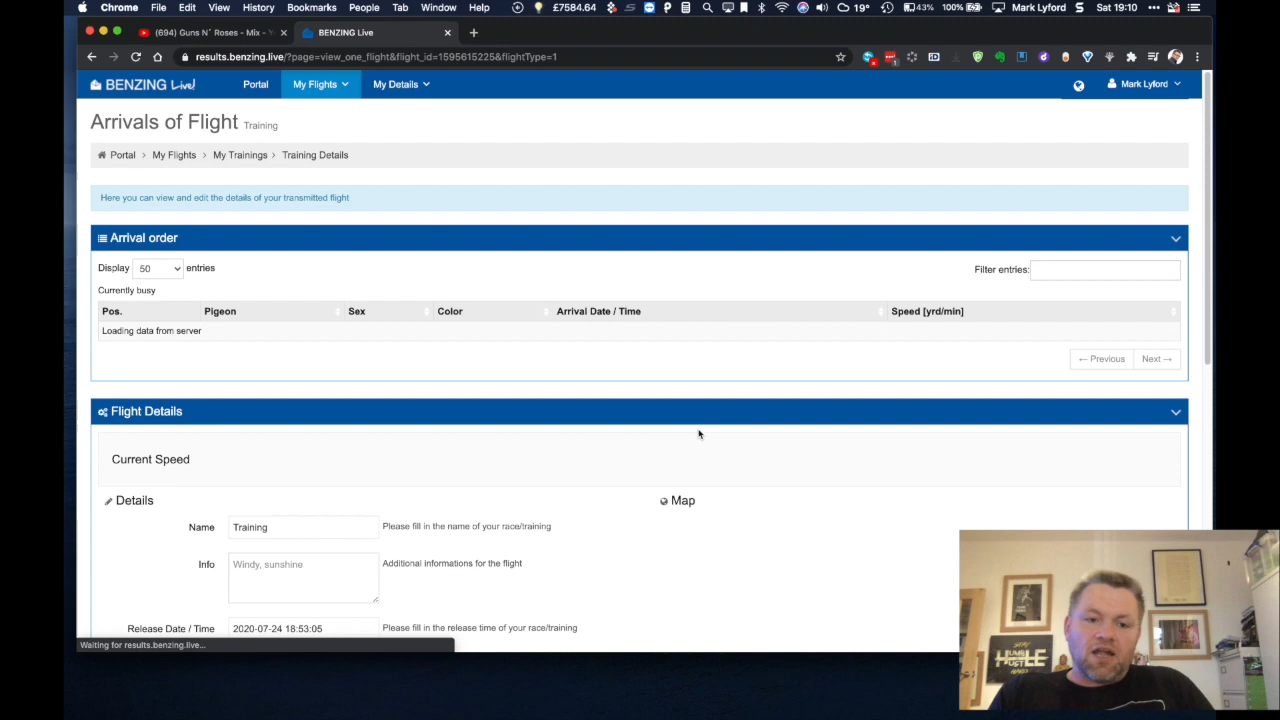 Chrome File Edit View History Bookmarks People Tab Window Help £7584.64 19° 43% 100% Mark Lyford Sat 19:10
(694) Guns N' Roses - Mix - BENZING Live
results.benzing.live/?page=view_one_flight&flight_id=1595615225&flightType=1
BENZING Live! Portal My Flights My Details Mark Lyford
Arrivals of Flight Training
Portal My Flights My Trainings Training Details
Here you can view and edit the details of your transmitted flight
Arrival order
Display 50 entries Filter entries:
Currently busy
Pos. Pigeon Sex Color Arrival Date / Time Speed [yrd/min]
Loading data from server
← Previous Next →
Flight Details
Current Speed
Details Map
Name Training Please fill in the name of your race/training
Info Windy, sunshine Additional informations for the flight
Release Date / Time 2020-07-24 18:53:05 Please fill in the release time of your race/training
Waiting for results.benzing.live...
STAY
HUMBLE
HUSTLE